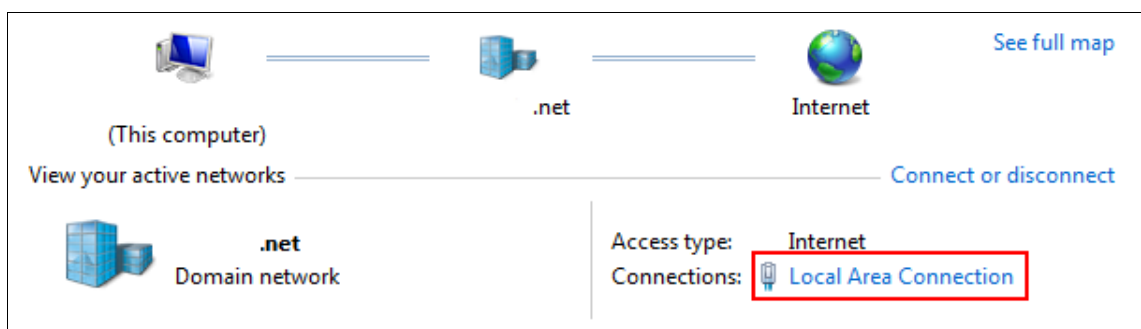 See full map
.net
Internet
(This computer)
View your active networks
Connect or disconnect
.net
Domain network
Access type: Internet
Connections: Local Area Connection